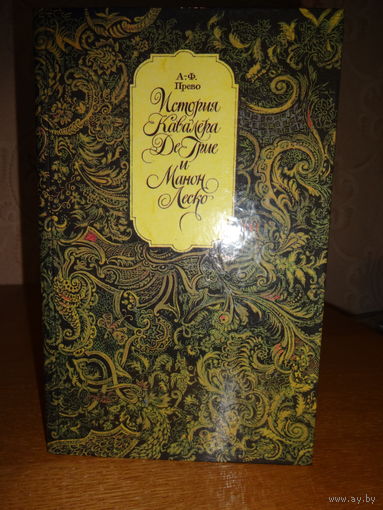 А.-Ф.
Прево
История
Кавалера
Де Грие
и
Манон
Леско
www.ay.by